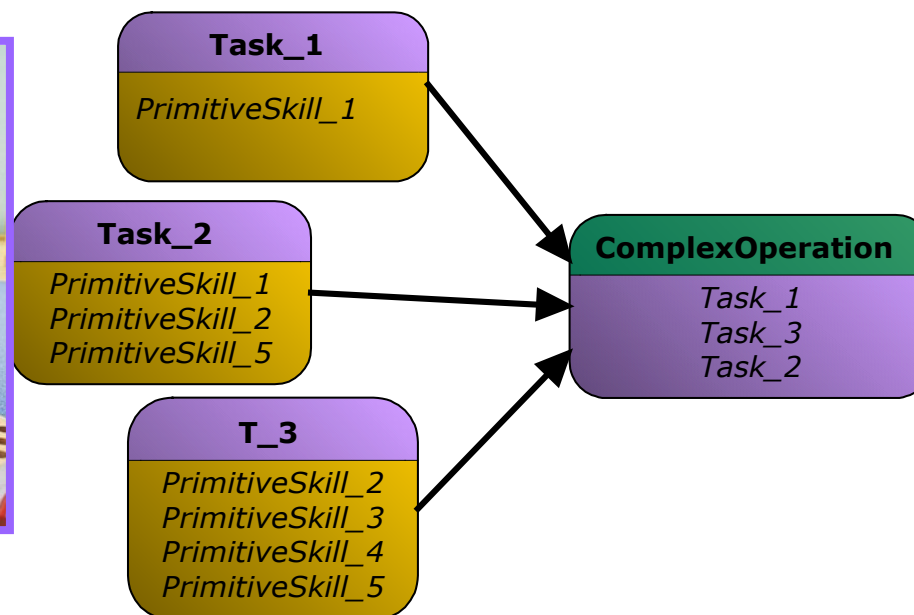 Task_1
PrimitiveSkill_1
Task_2
PrimitiveSkill_1
PrimitiveSkill_2
PrimitiveSkill_5
T_3
PrimitiveSkill_2
PrimitiveSkill_3
PrimitiveSkill_4
PrimitiveSkill_5
ComplexOperation
Task_1
Task_3
Task_2